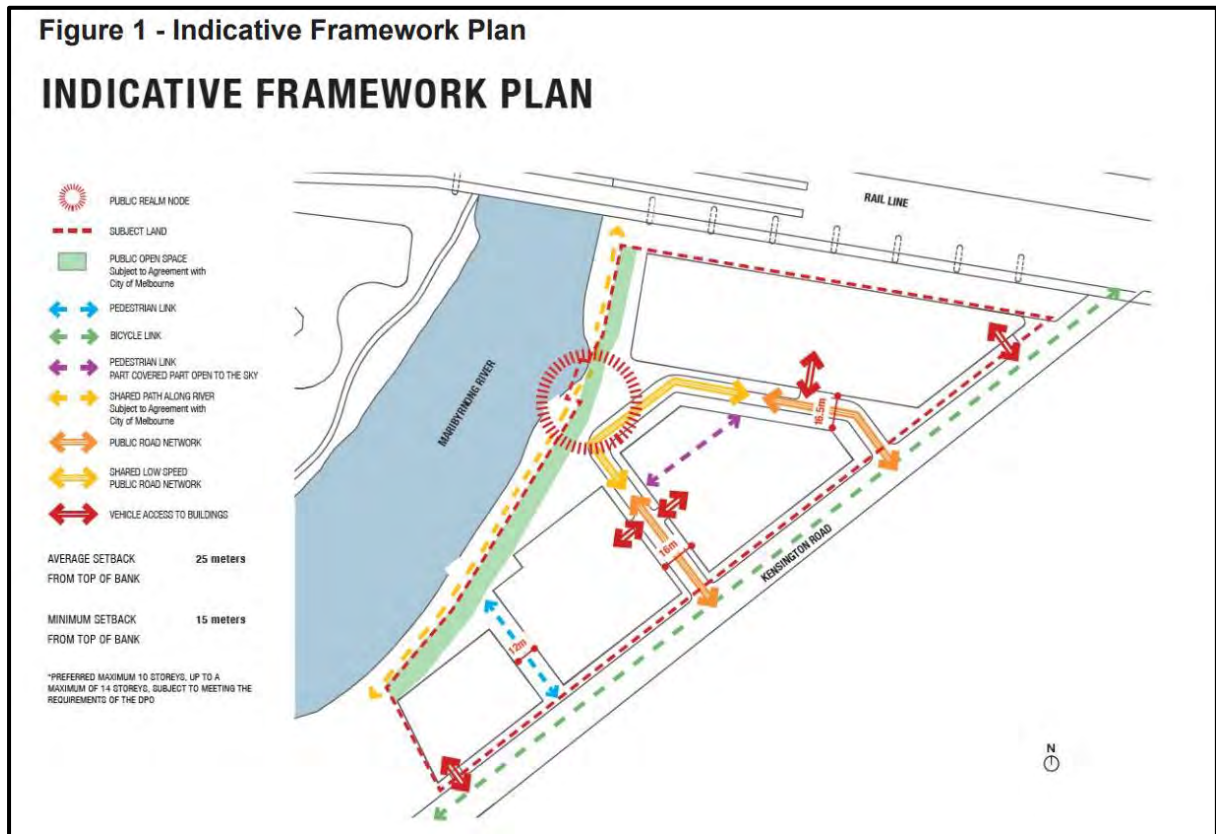 Figure 1 - Indicative Framework Plan
INDICATIVE FRAMEWORK PLAN
PUBLIC REALM NODE
SUBJECT LAND
PUBLIC OPEN SPACE
Subject to Agreement with
City of Melbourne
PEDESTRIAN LINK
BICYCLE LINK
PEDESTRIAN LINK
PART COVERED PART OPEN TO THE SKY
SHARED PATH ALONG RIVER
Subject to Agreement with
City of Melbourne
PUBLIC ROAD NETWORK
SHARED LOW SPEED
PUBLIC ROAD NETWORK
VEHICLE ACCESS TO BUILDINGS
AVERAGE SETBACK 25 meters
FROM TOP OF BANK
MINIMUM SETBACK 15 meters
FROM TOP OF BANK
*PREFERRED MAXIMUM 10 STOREYS, UP TO A
MAXIMUM OF 14 STOREYS, SUBJECT TO MEETING THE
REQUIREMENTS OF THE DPO
RAIL LINE
MARIBYRNONG RIVER
16.5m
16m
KENSINGTON ROAD
12m
N